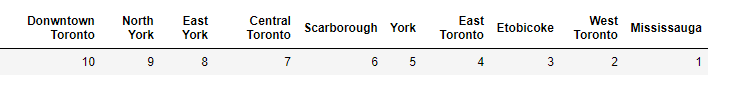 Donwntown Toronto North York East York Central Toronto Scarborough York East Toronto Etobicoke West Toronto Mississauga
10 9 8 7 6 5 4 3 2 1